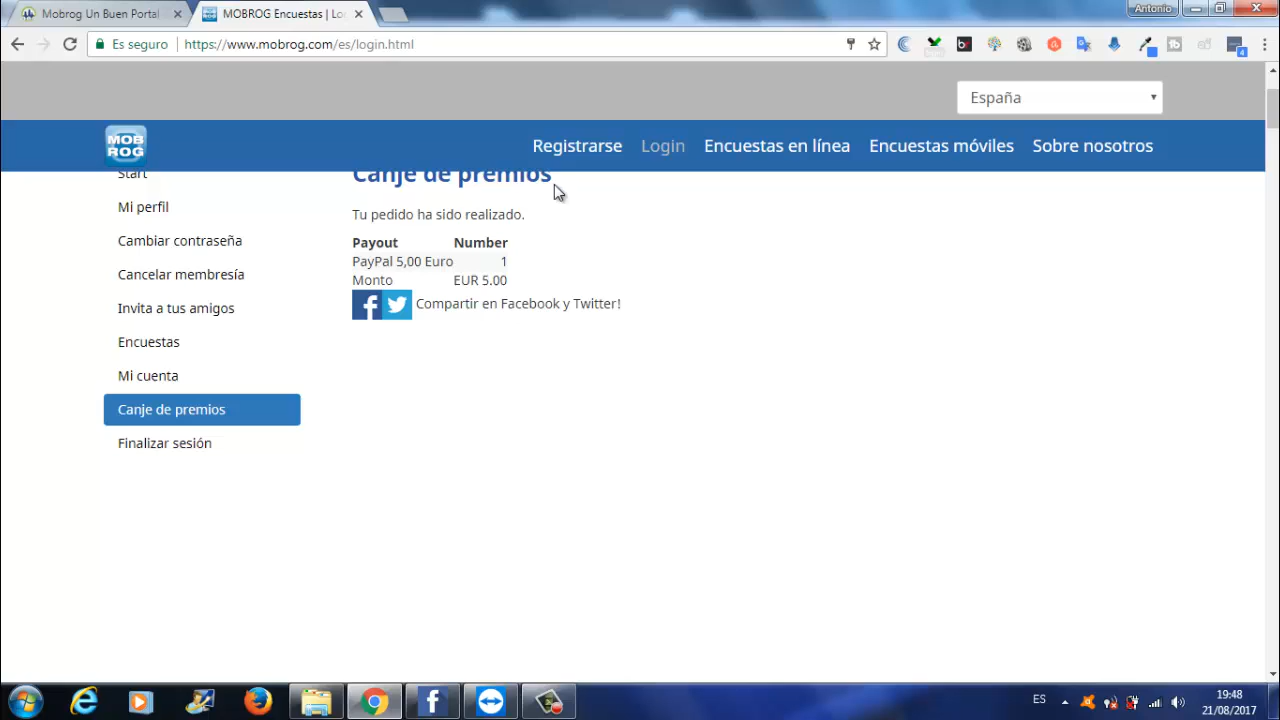 Mobrog Un Buen Portal
MOBROG Encuestas | Lo
Antonio
Es seguro
https://www.mobrog.com/es/login.html
España
MOB
ROG
Registrarse
Login
Encuestas en línea
Encuestas móviles
Sobre nosotros
Start
Mi perfil
Cambiar contraseña
Cancelar membresía
Invita a tus amigos
Encuestas
Mi cuenta
Canje de premios
Finalizar sesión
Canje de premios
Tu pedido ha sido realizado.
Payout Number
PayPal 5,00 Euro 1
Monto EUR 5.00
Compartir en Facebook y Twitter!
ES
19:48
21/08/2017